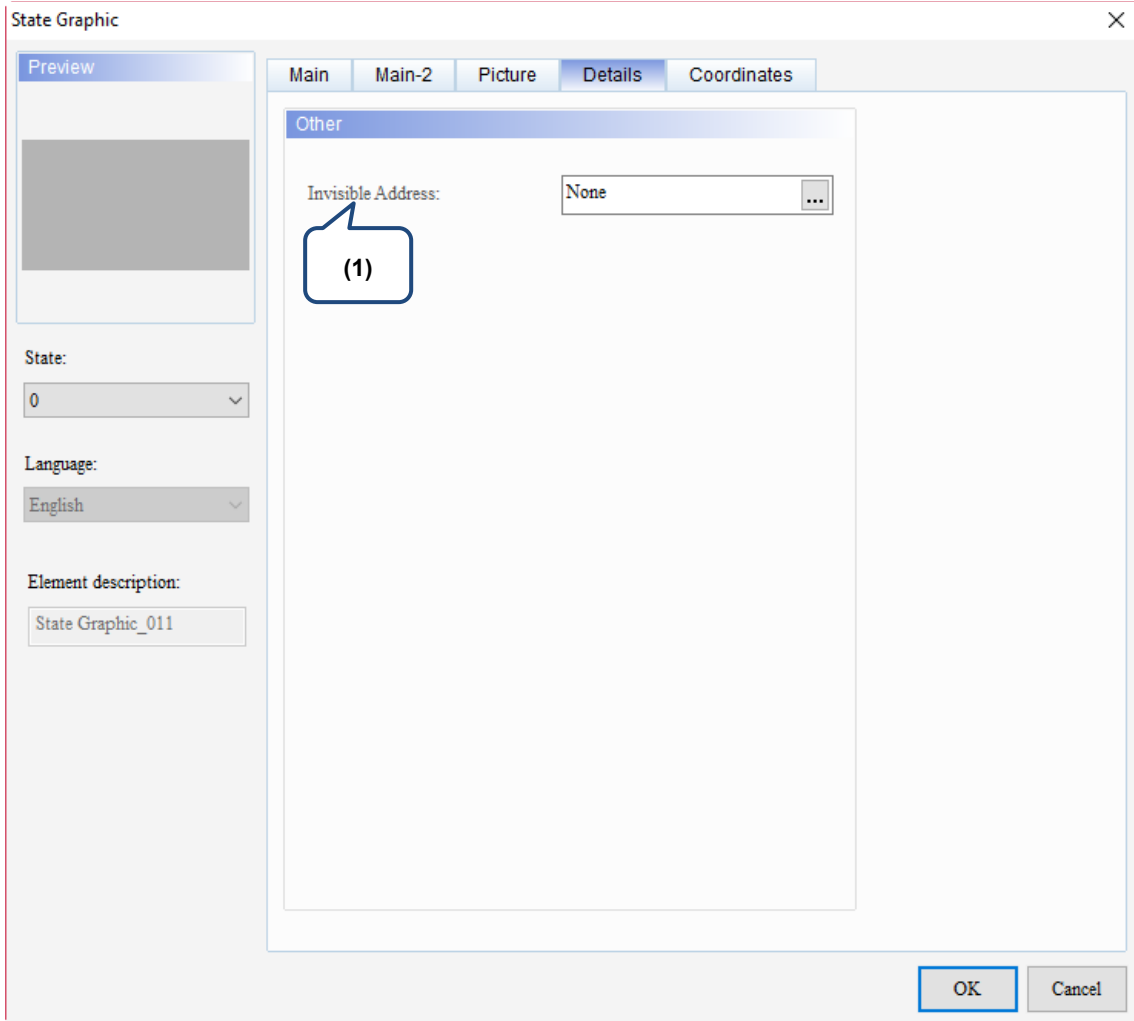 State Graphic
Preview
Main Main-2 Picture Details Coordinates
Other
Invisible Address: None ...
(1)
State:
0
Language:
English
Element description:
State Graphic_011
OK Cancel